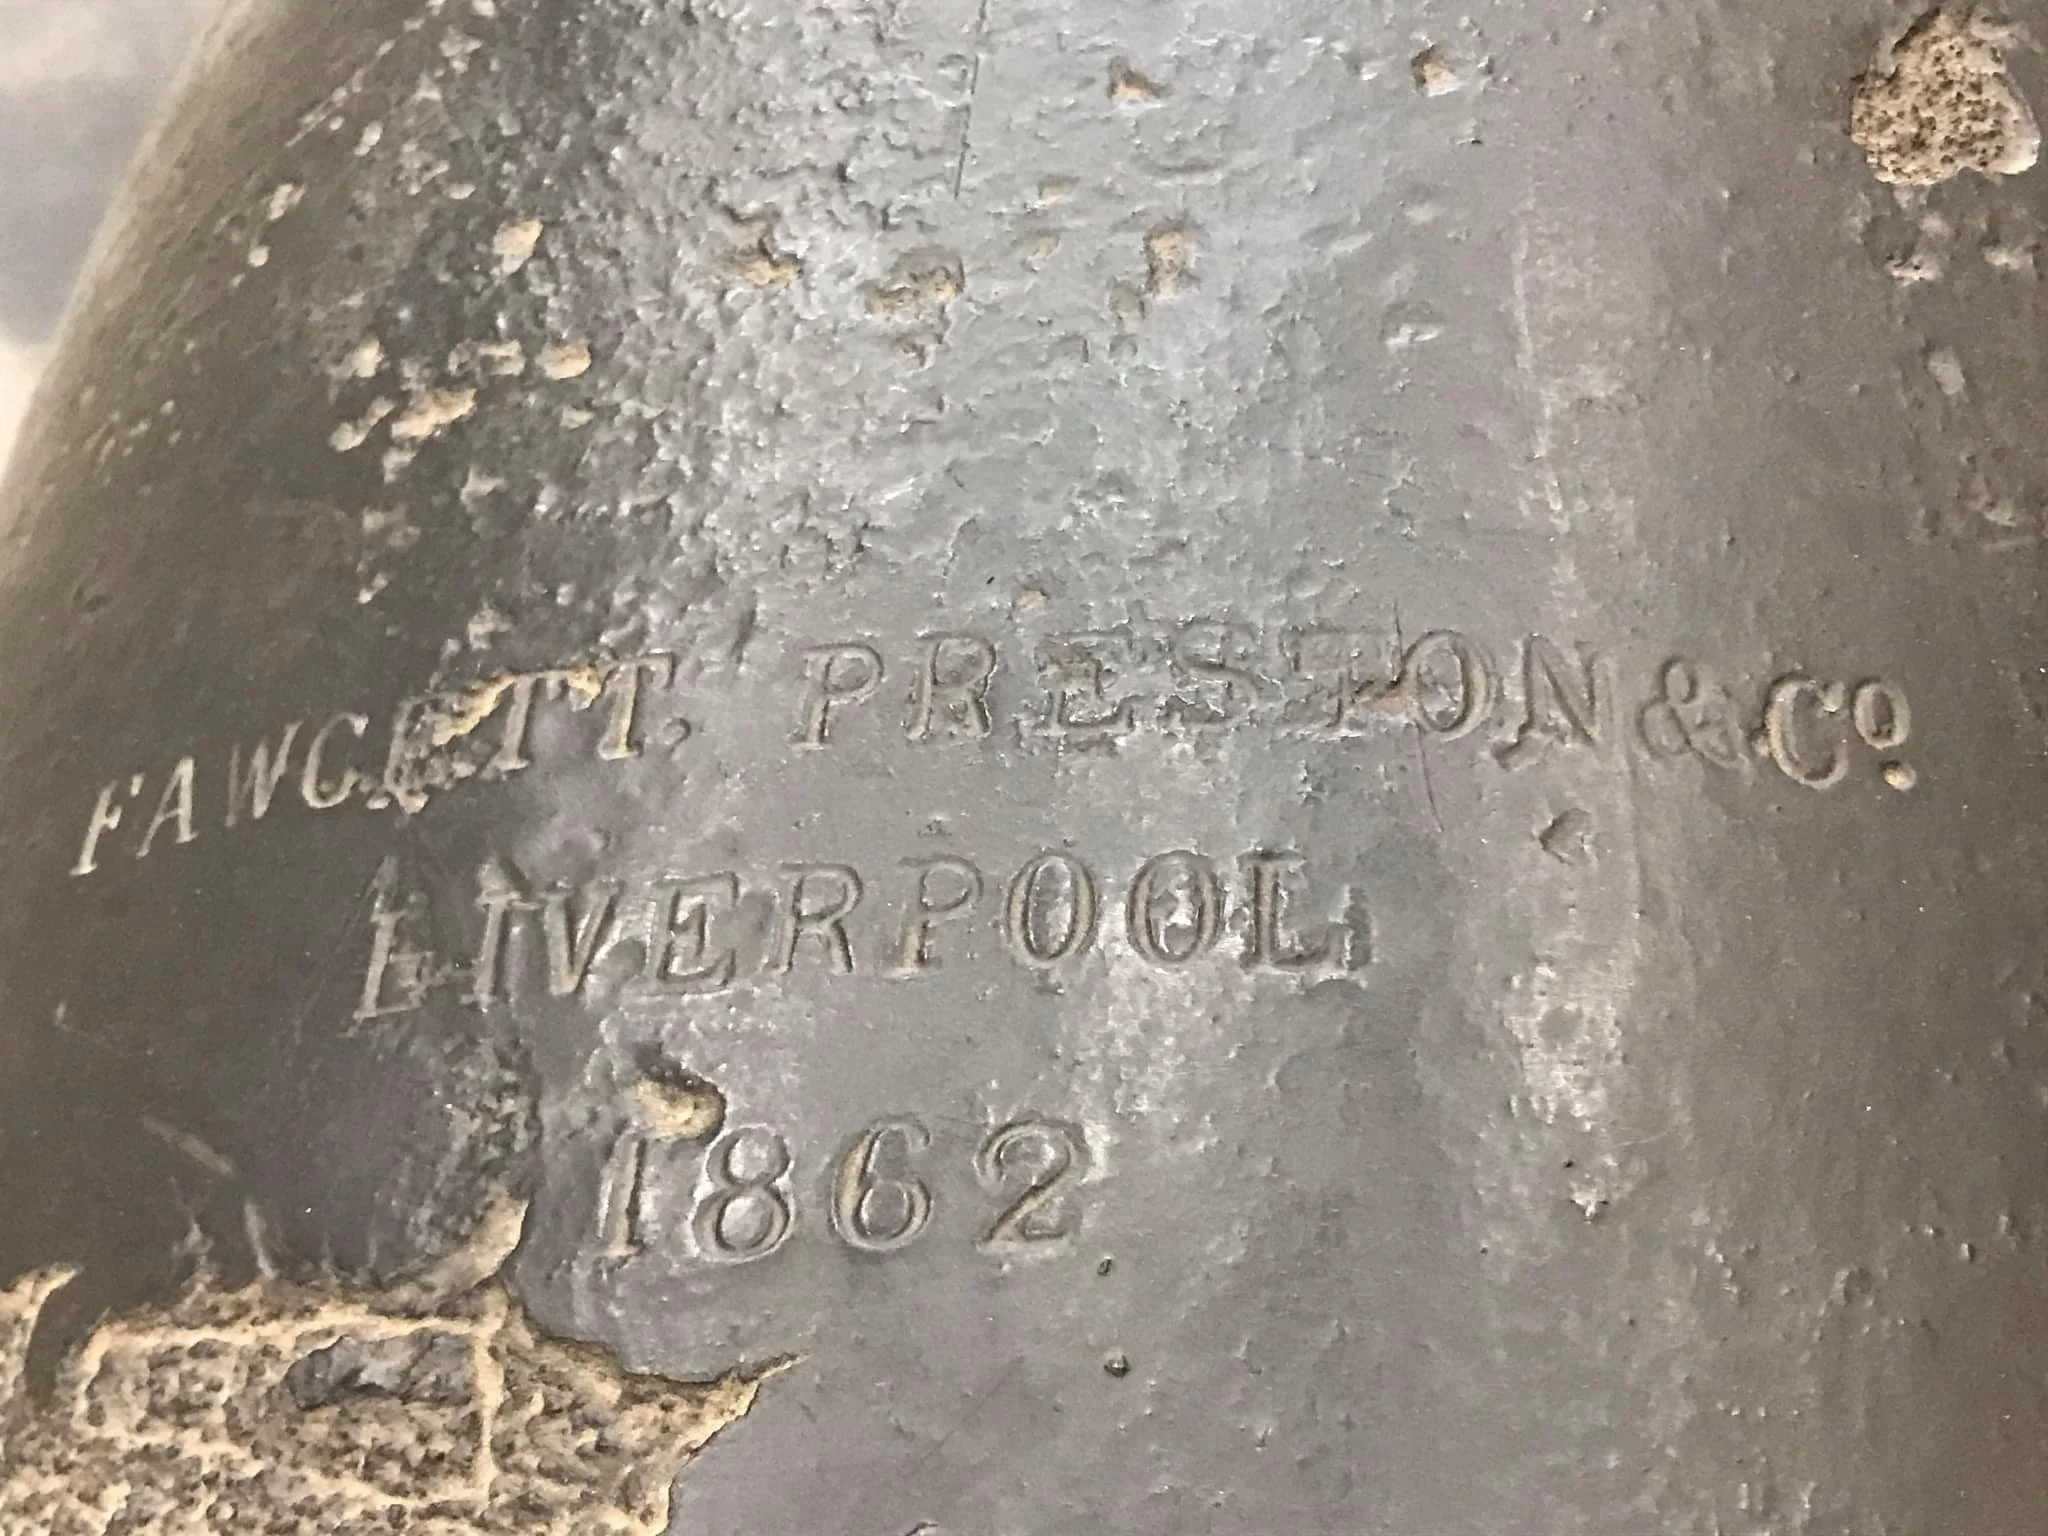 FAWCETT, PRESTON & Cº.
LIVERPOOL.
1862